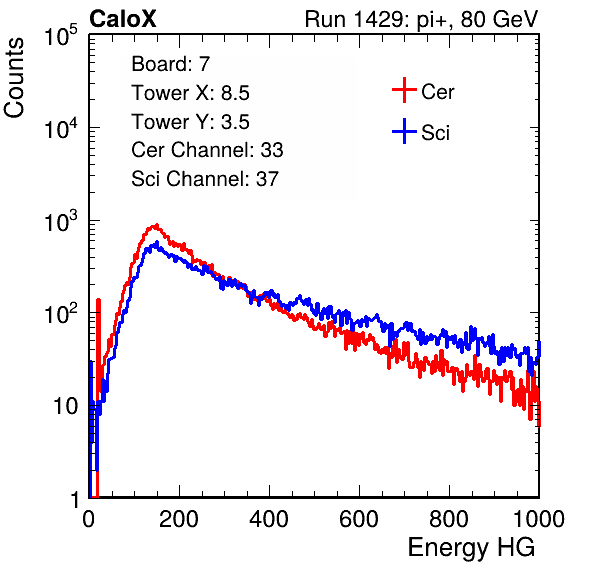 CaloX Run 1429: pi+, 80 GeV
Counts
10^5
10^4
10^3
10^2
10
1
Board: 7
Tower X: 8.5
Tower Y: 3.5
Cer Channel: 33
Sci Channel: 37
Cer
Sci
0 200 400 600 800 1000
Energy HG